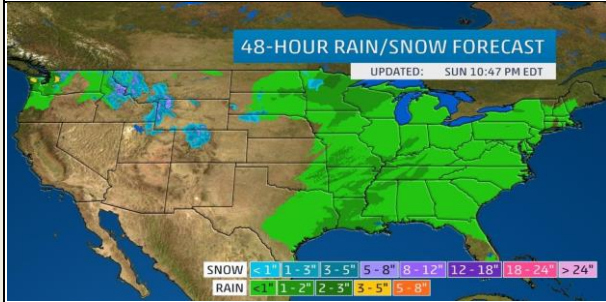 48-HOUR RAIN/SNOW FORECAST
UPDATED: SUN 10:47 PM EDT
SNOW <1" 1 - 3" 3 - 5" 5 - 8" 8 - 12" 12 - 18" 18 - 24" > 24"
RAIN <1" 1 - 2" 2 - 3" 3 - 5" 5 - 8"